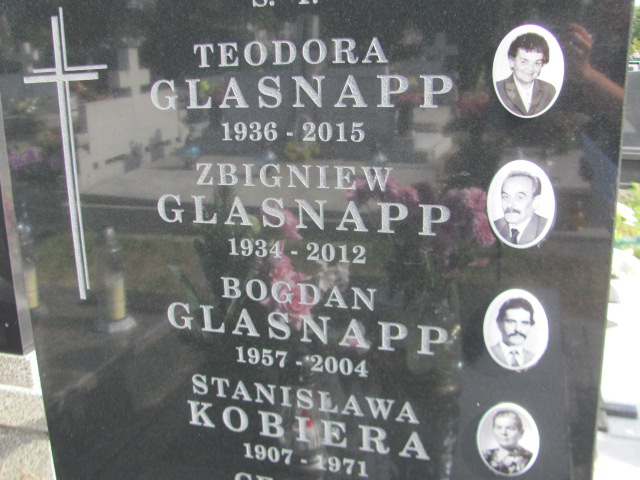 Ś. P.
TEODORA
GLASNAPP
1936 - 2015
ZBIGNIEW
GLASNAPP
1934 - 2012
BOGDAN
GLASNAPP
1957 - 2004
STANISŁAWA
KOBIERA
1907 - 1971